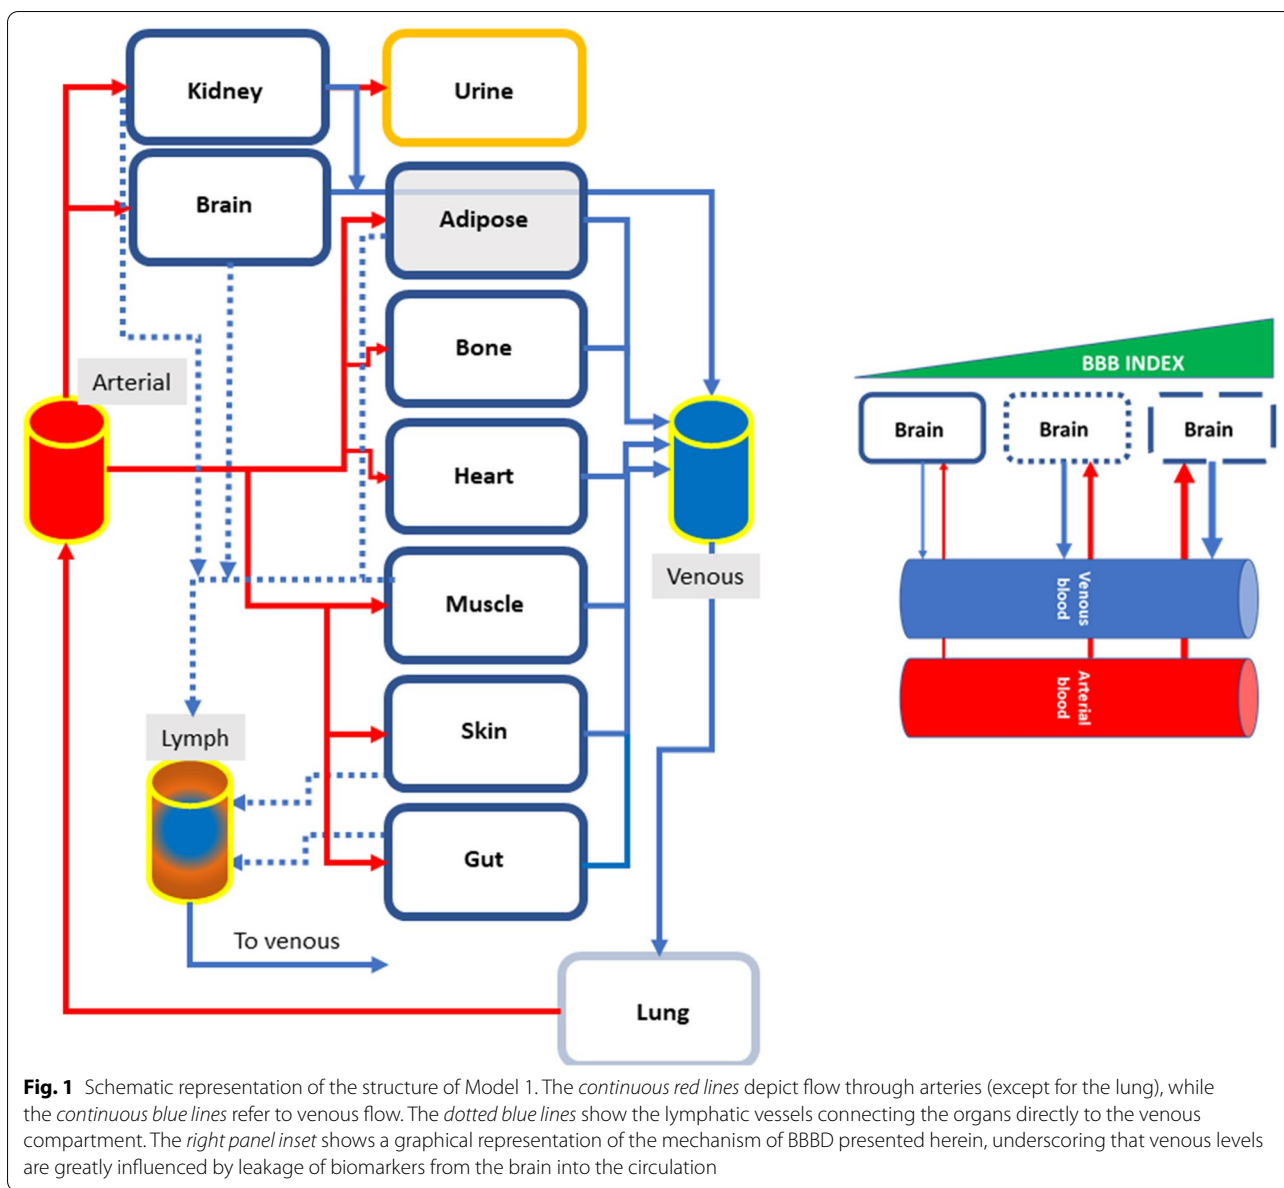 Kidney
Urine
Brain
Adipose
Bone
Arterial
Heart
Muscle
Venous
Skin
Lymph
Gut
To venous
Lung
BBB INDEX
Brain
Brain
Brain
Venous
blood
Arterial
blood
Fig. 1 Schematic representation of the structure of Model 1. The continuous red lines depict flow through arteries (except for the lung), while
the continuous blue lines refer to venous flow. The dotted blue lines show the lymphatic vessels connecting the organs directly to the venous
compartment. The right panel inset shows a graphical representation of the mechanism of BBBD presented herein, underscoring that venous levels
are greatly influenced by leakage of biomarkers from the brain into the circulation